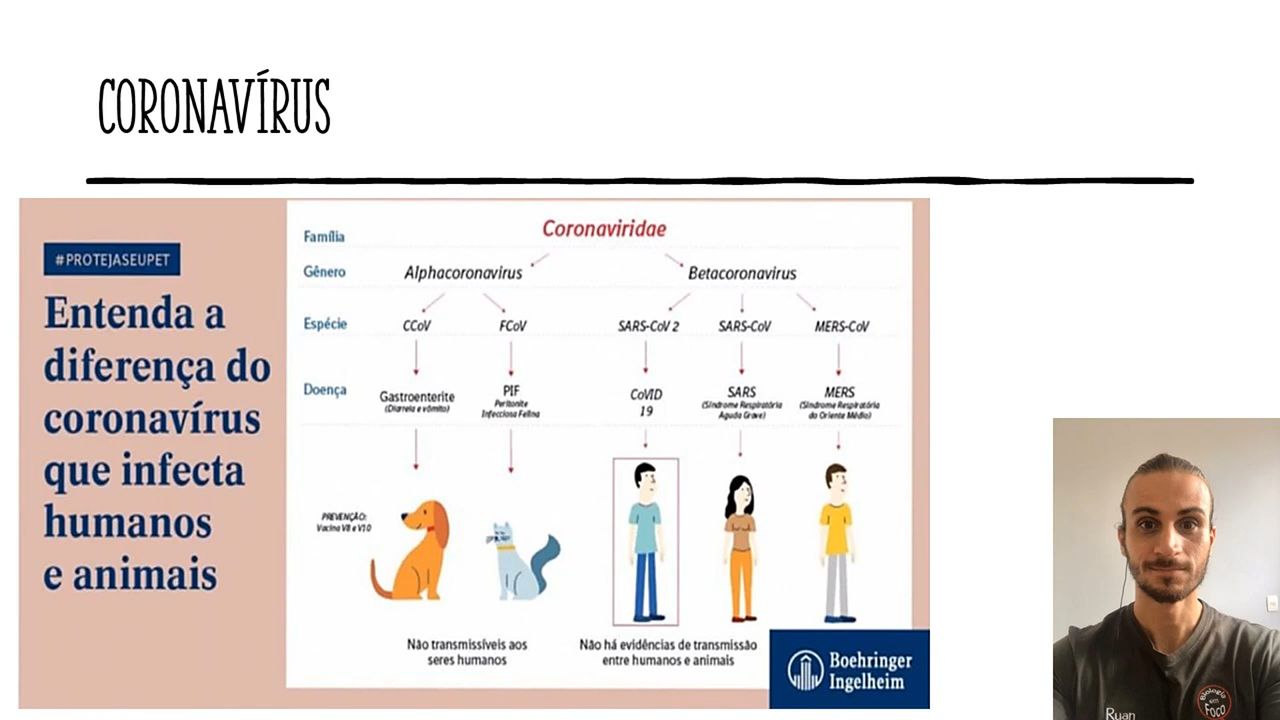 CORONAVÍRUS
#PROTEJASEUPET
Entenda a
diferença do
coronavírus
que infecta
humanos
e animais
Família
Coronaviridae
Gênero
Alphacoronavirus
Betacoronavirus
Espécie
CCoV
FCoV
SARS-CoV 2
SARS-CoV
MERS-CoV
Doença
Gastroenterite
(Diarreia e vômito)
PIF
Peritonite
Infecciosa Felina
CoVID
19
SARS
(Síndrome Respiratória
Aguda Grave)
MERS
(Síndrome Respiratória
do Oriente Médio)
PREVENÇÃO:
Vacina V8 e V10
Não transmissíveis aos
seres humanos
Não há evidências de transmissão
entre humanos e animais
Boehringer
Ingelheim
Ruan
Biologia
em
Foco